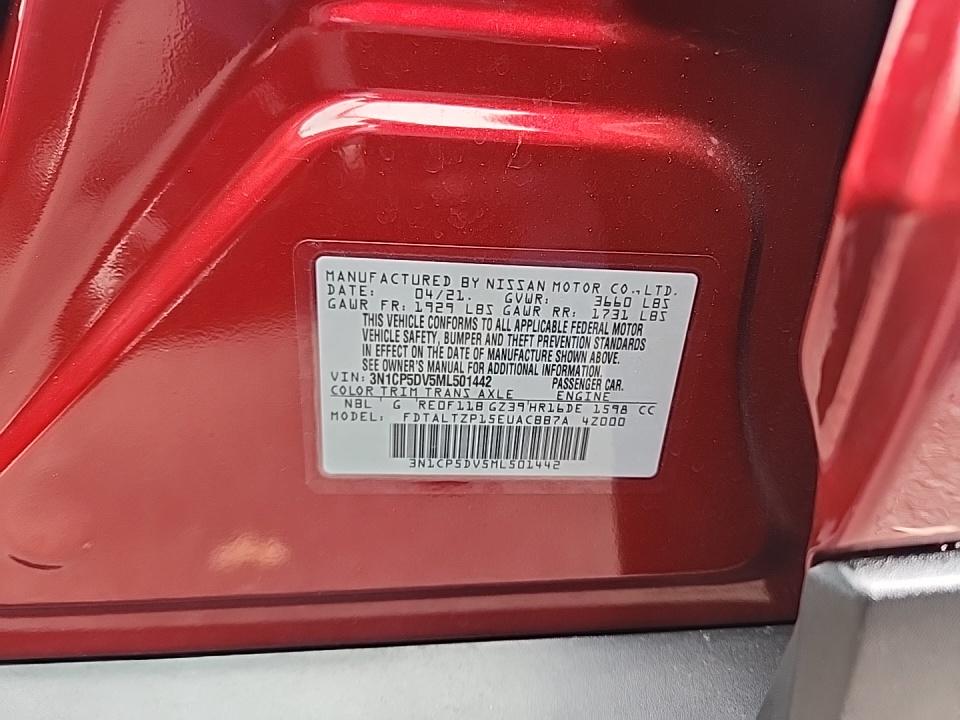 MANUFACTURED BY NISSAN MOTOR CO.,LTD.
DATE: 04/21. GVWR: 3660 LBS
GAWR FR: 1929 LBS GAWR RR: 1731 LBS
THIS VEHICLE CONFORMS TO ALL APPLICABLE FEDERAL MOTOR
VEHICLE SAFETY, BUMPER AND THEFT PREVENTION STANDARDS
IN EFFECT ON THE DATE OF MANUFACTURE SHOWN ABOVE.
SEE OWNER'S MANUAL FOR ADDITIONAL INFORMATION.
VIN: 3N1CP5DV5ML501442 PASSENGER CAR.
COLOR TRIM TRANS AXLE ENGINE
NBL G RE0F11B GZ39 HR16DE 1598 CC
MODEL: FDTALTZP15EUACBB7A 42000
3N1CP5DV5ML501442